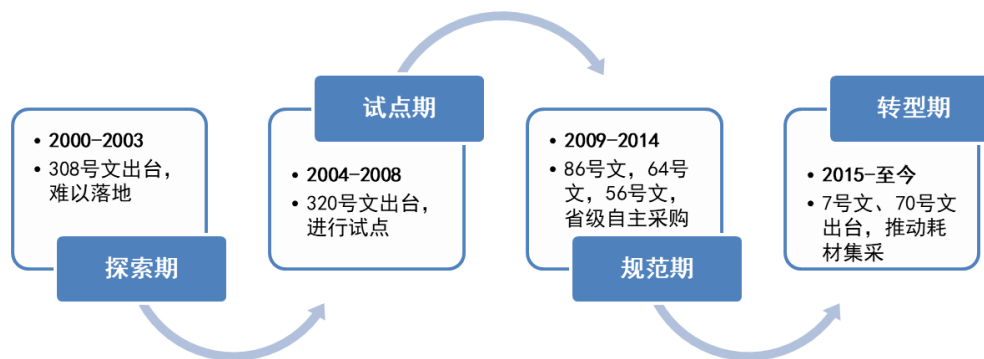 • 2000-2003
• 308号文出台，
难以落地
探索期
试点期
• 2004-2008
• 320号文出台，
进行试点
• 2009-2014
• 86号文，64号
文，56号文，
省级自主采购
规范期
转型期
• 2015-至今
• 7号文、70号文
出台，推动耗
材集采